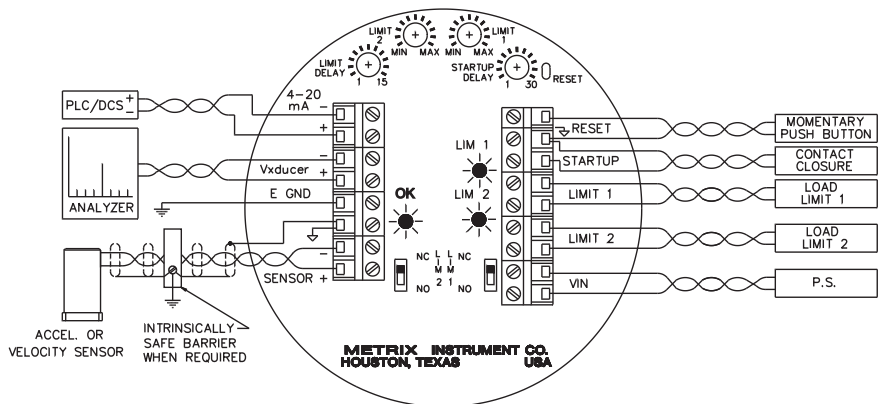 LIMIT
2
LIMIT
1
MIN MAX
MIN MAX
LIMIT
DELAY
1 15
STARTUP
DELAY
1 30
RESET
4-20
mA
PLC/DCS + -
- +
ANALYZER
Vxducer - +
E GND
SENSOR - +
OK
LIM 1
LIM 2
NC
NO
LIM 2
LIM 1
NC
NO
RESET
STARTUP
LIMIT 1
LIMIT 2
VIN
MOMENTARY
PUSH BUTTON
CONTACT
CLOSURE
LOAD
LIMIT 1
LOAD
LIMIT 2
P.S.
ACCEL. OR
VELOCITY SENSOR
INTRINSICALLY
SAFE BARRIER
WHEN REQUIRED
METRIX INSTRUMENT CO.
HOUSTON, TEXAS USA